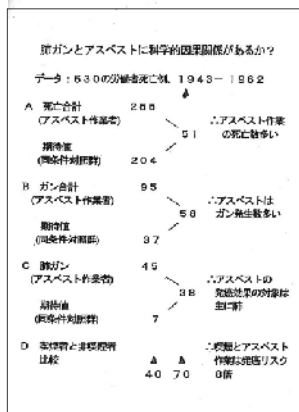 肺ガンとアスベストに科学的因果関係があるか?
データ:630の労働者死亡例、1943-1962
A 死亡合計 255
(アスベスト作業者) ∴アスベスト作業
51 の死亡数多い
期待値
(同条件対照群) 204
B ガン合計 95
(アスベスト作業者) ∴アスベストは
58 ガン発生数多い
期待値
(同条件対照群) 37
C 肺ガン 45
(アスベスト作業者) ∴アスベストの
38 発癌効果の対象は
期待値 主に肺
(同条件対照群) 7
D 喫煙者と非喫煙者 ∴喫煙とアスベスト
比較 作業は発癌リスク
40 70 8倍